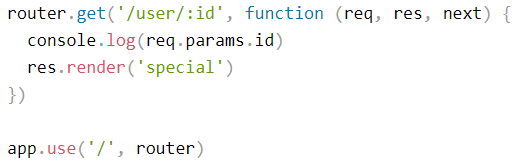 router.get('/user/:id', function (req, res, next) {
  console.log(req.params.id)
  res.render('special')
})

app.use('/', router)